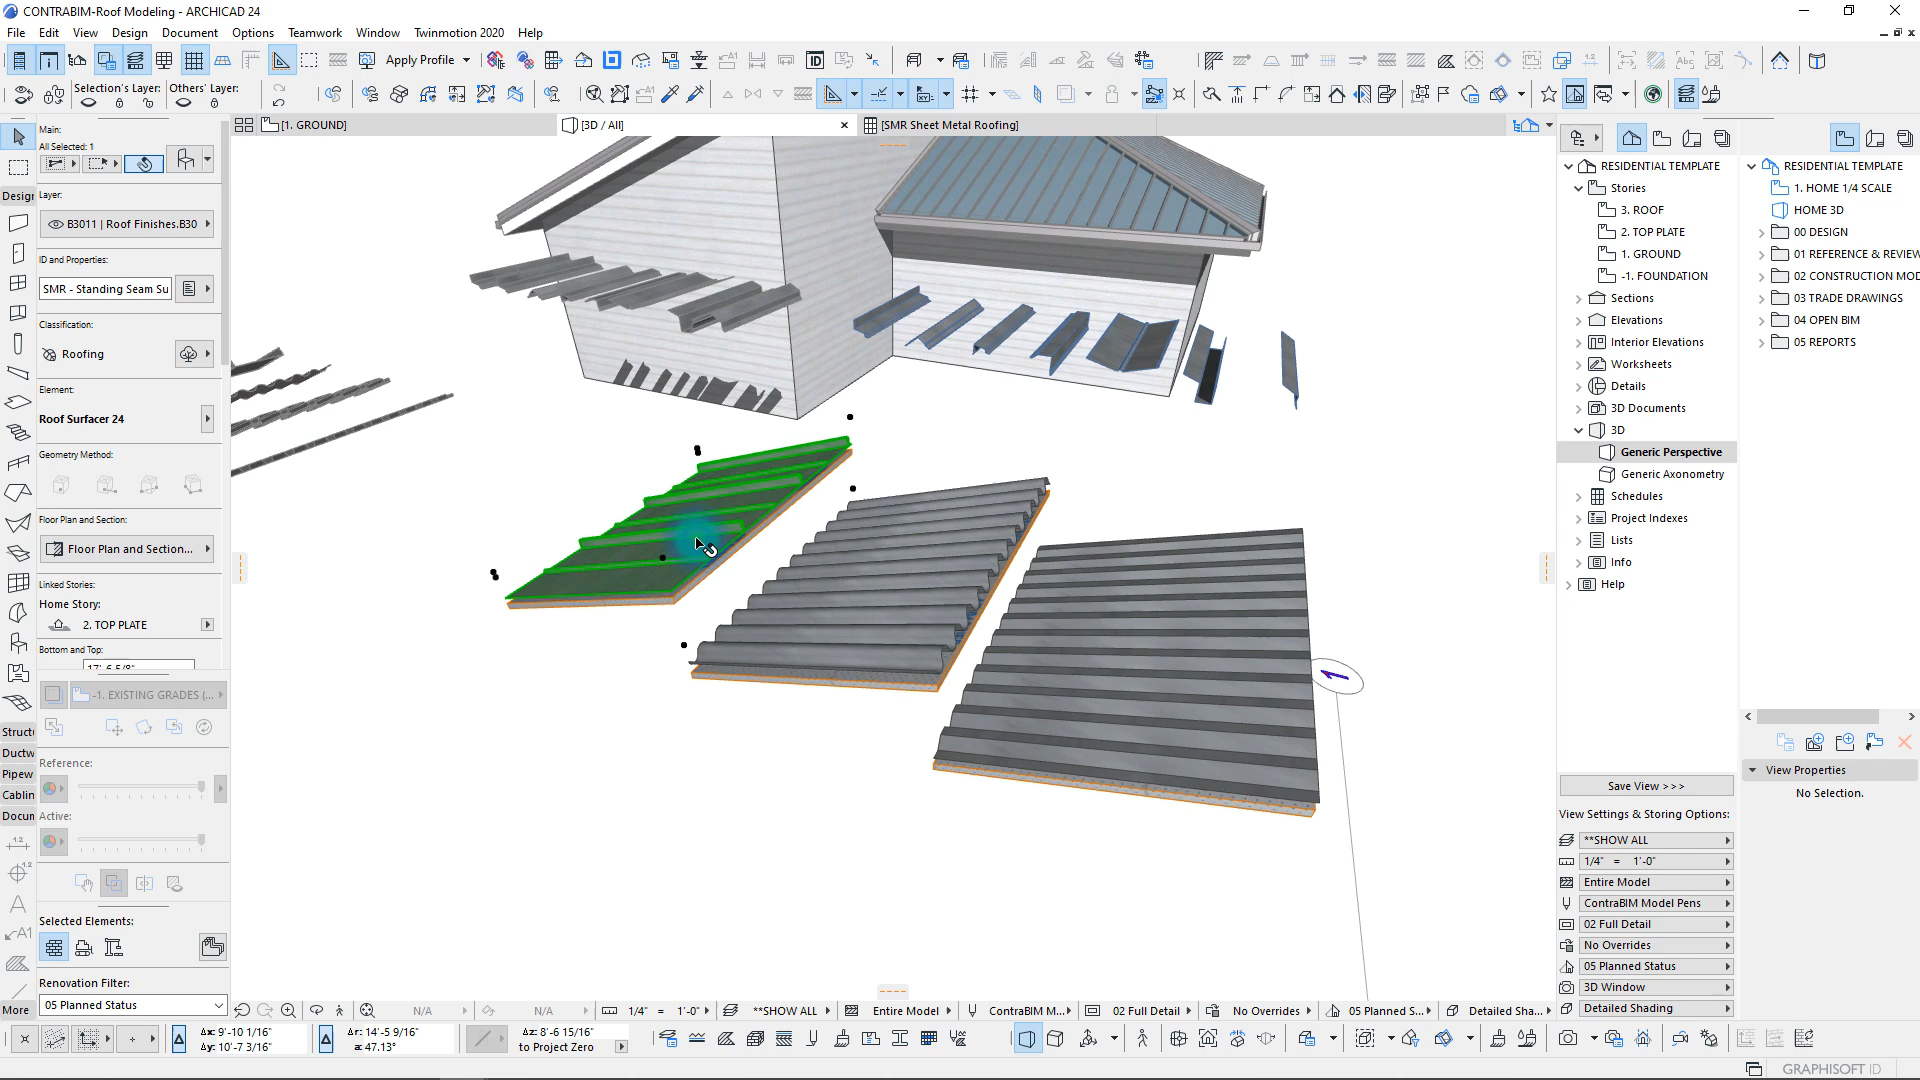 CONTRABIM-Roof Modeling - ARCHICAD 24
File Edit View Design Document Options Teamwork Twinmotion 2020 Window Help
Apply Profile
Selection's Layer:
Others' Layer:
[1. GROUND]
[3D / All]
[SMR Sheet Metal Roofing]
Main:
All Selected: 1
Design
Layer:
B3011 | Roof Finishes.B30
ID and Properties:
SMR - Standing Seam Su
Classification:
Roofing
Element:
Roof Surfacer 24
Geometry Method:
Floor Plan and Section:
Floor Plan and Section...
Linked Stories:
Home Story:
2. TOP PLATE
Bottom and Top:
17'-6 5/8"
-1. EXISTING GRADES (...
Struct
Ductw
Pipew
Cablin
Docum
Reference:
Active:
Selected Elements:
Renovation Filter:
05 Planned Status
More
RESIDENTIAL TEMPLATE
Stories
3. ROOF
2. TOP PLATE
1. GROUND
-1. FOUNDATION
Sections
Elevations
Interior Elevations
Worksheets
Details
3D Documents
3D
Generic Perspective
Generic Axonometry
Schedules
Project Indexes
Lists
Info
Help
RESIDENTIAL TEMPLATE
1. HOME 1/4 SCALE
HOME 3D
00 DESIGN
01 REFERENCE & REVIEW
02 CONSTRUCTION MOD
03 TRADE DRAWINGS
04 OPEN BIM
05 REPORTS
Save View >>>
View Settings & Storing Options:
**SHOW ALL
1/4" = 1'-0"
Entire Model
ContraBIM Model Pens
02 Full Detail
No Overrides
05 Planned Status
3D Window
Detailed Shading
View Properties
No Selection.
1
N/A
N/A
1/4" = 1'-0"
**SHOW ALL
Entire Model
ContraBIM M...
02 Full Detail
No Overrides
05 Planned S...
Detailed Sha...
Δx: 9'-10 1/16"
Δy: 10'-7 3/16"
Δr: 14'-5 9/16"
a: 47.13°
Δz: 8'-6 15/16"
to Project Zero
GRAPHISOFT ID